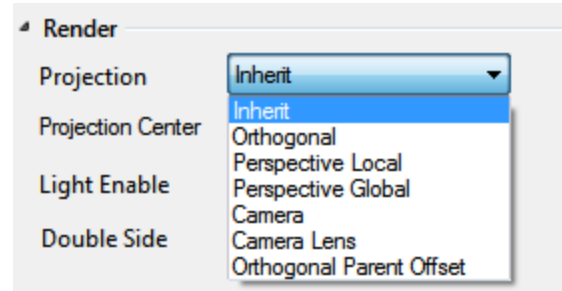 Render
Projection
Inherit
Inherit
Projection Center
Orthogonal
Perspective Local
Light Enable
Perspective Global
Camera
Double Side
Camera Lens
Orthogonal Parent Offset